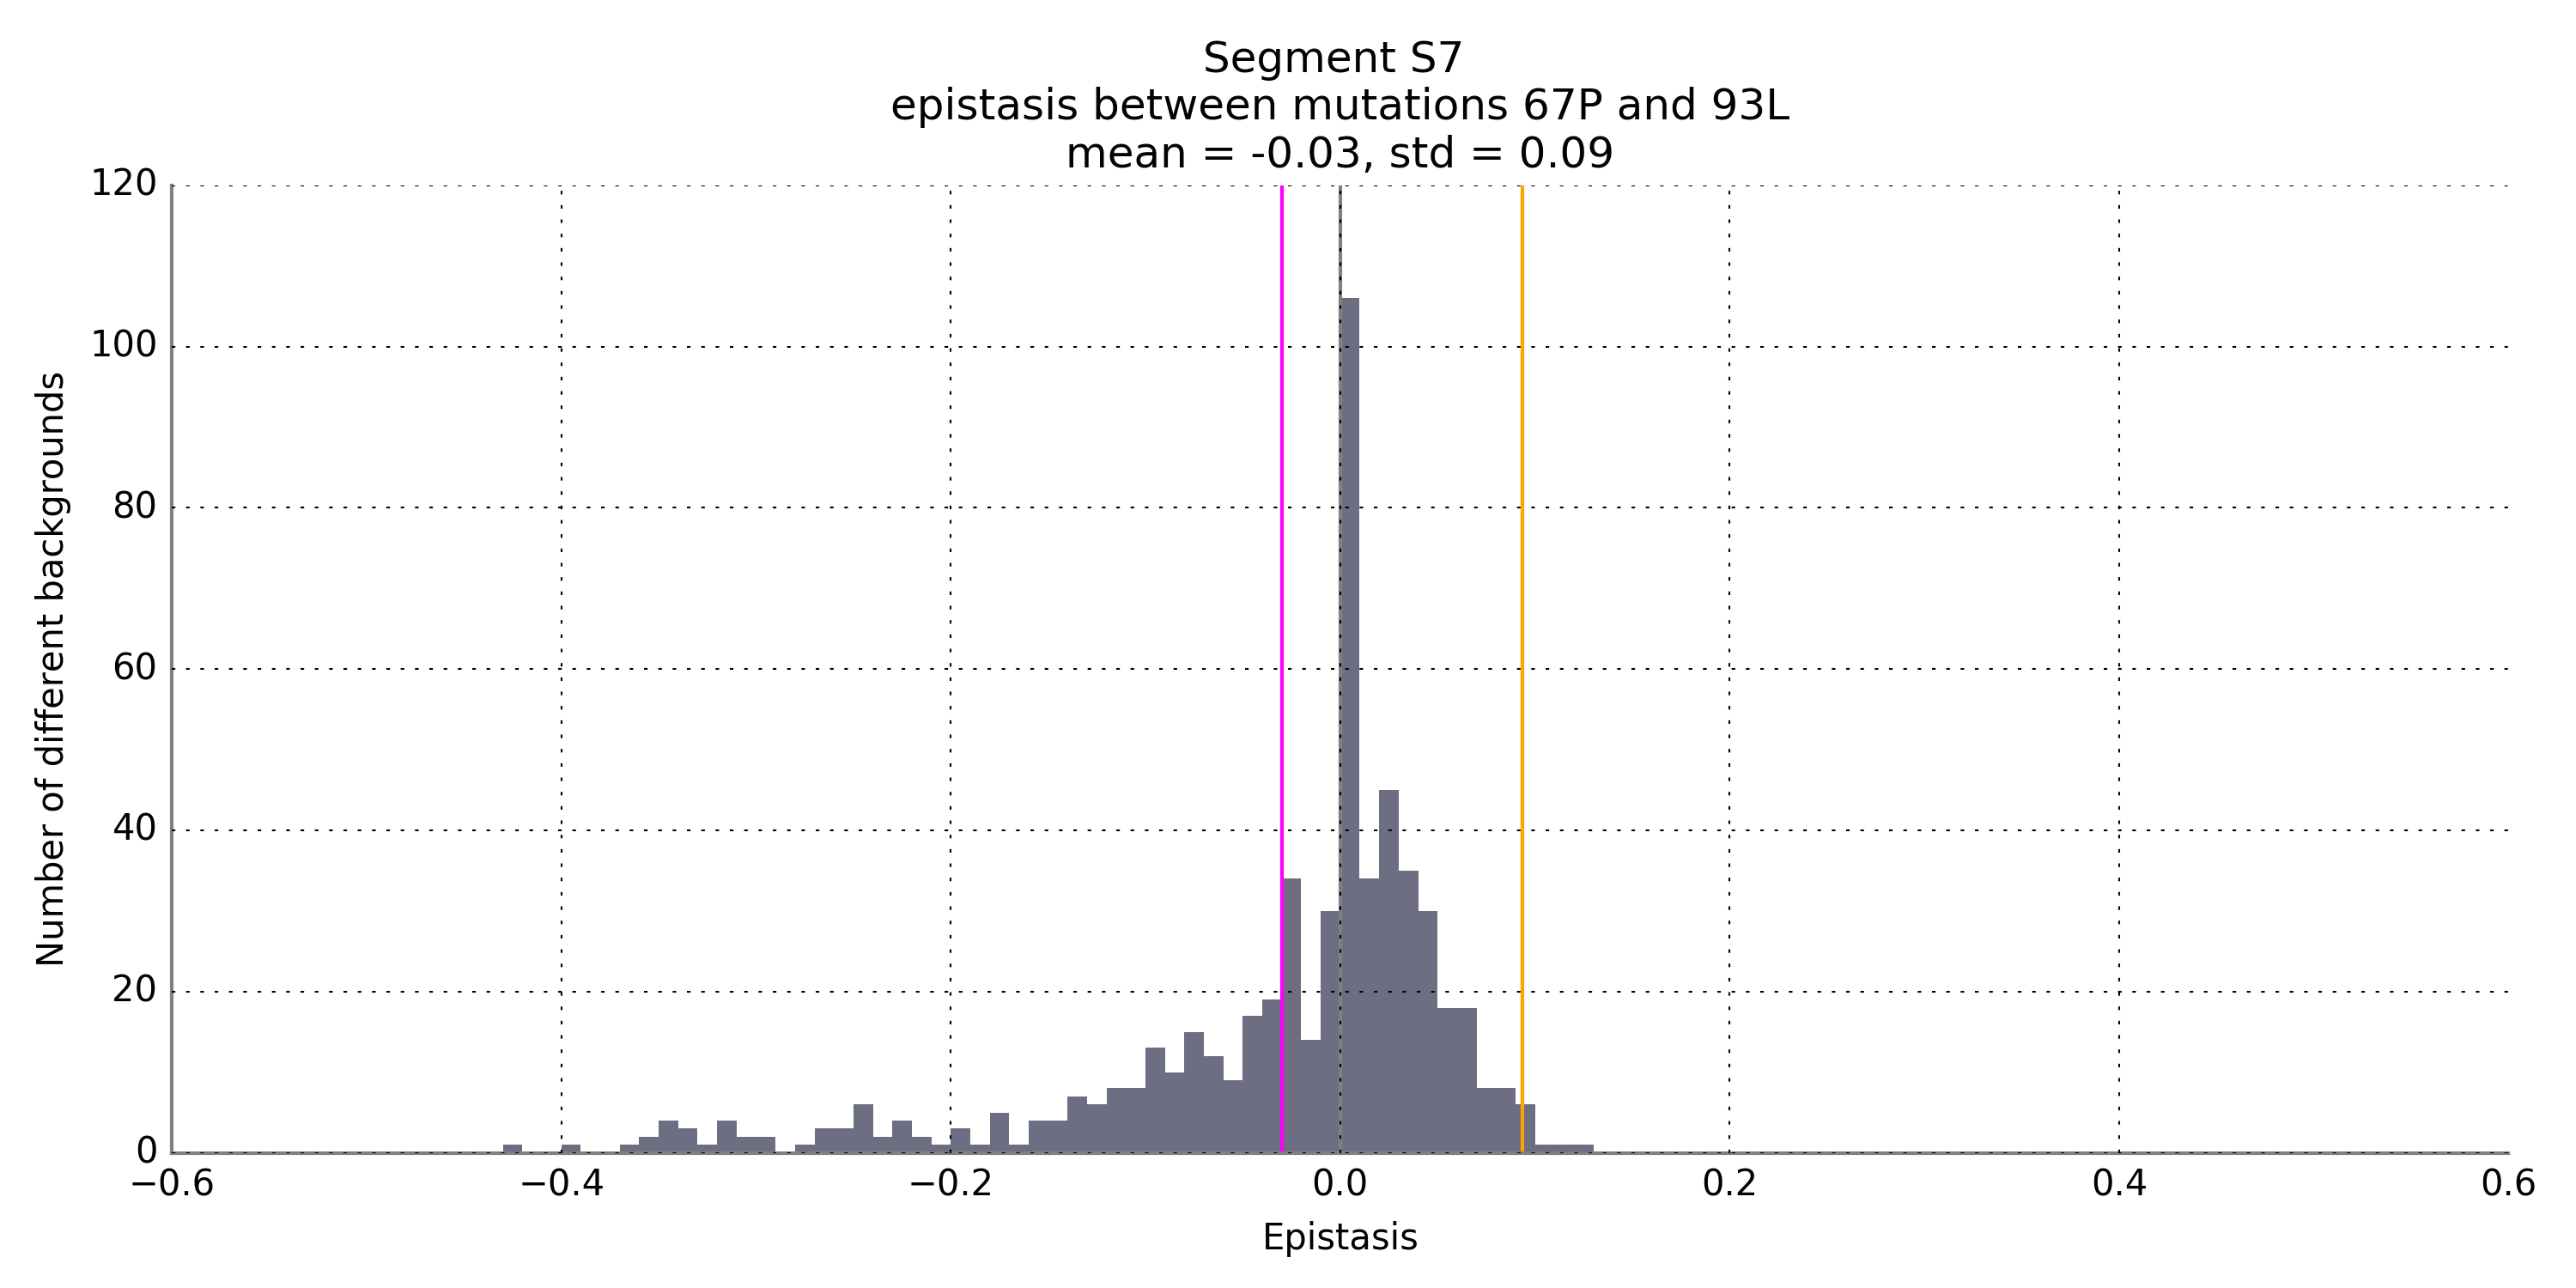 Segment S7
epistasis between mutations 67P and 93L
mean = -0.03, std = 0.09
120
100
80
60
40
20
0
Number of different backgrounds
−0.6 −0.4 −0.2 0.0 0.2 0.4 0.6
Epistasis